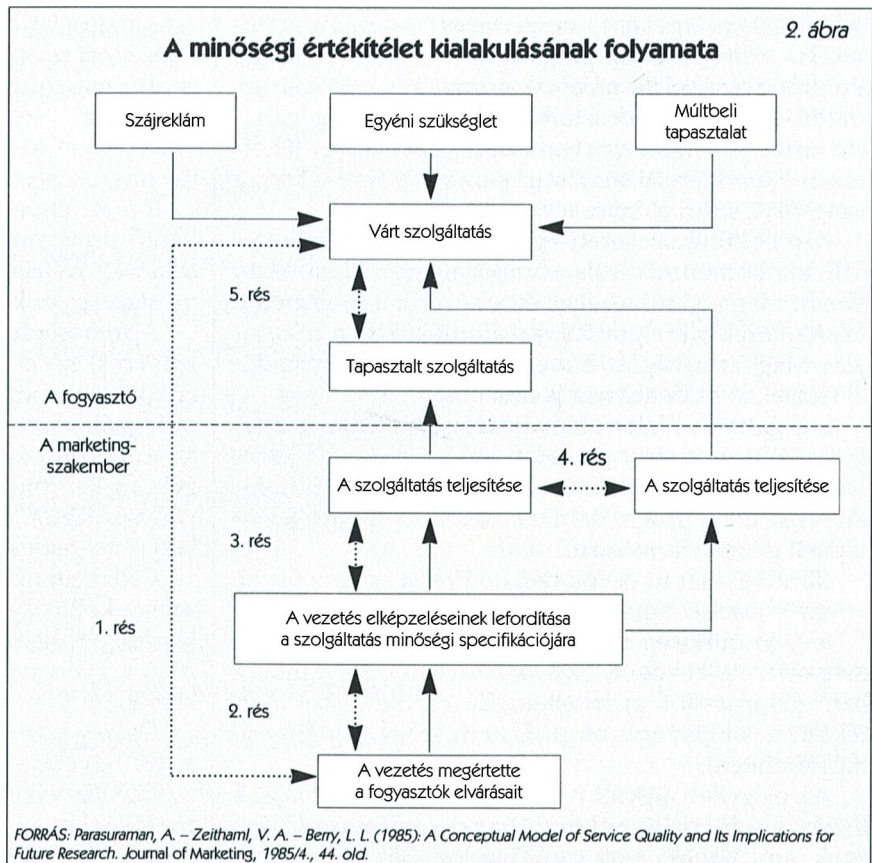 2. ábra
A minőségi értékítélet kialakulásának folyamata
Szájreklám
Egyéni szükséglet
Múltbeli
tapasztalat
Várt szolgáltatás
5. rés
Tapasztalt szolgáltatás
A fogyasztó
A marketing-
szakember
4. rés
A szolgáltatás teljesítése
A szolgáltatás teljesítése
3. rés
1. rés
A vezetés elképzeléseinek lefordítása
a szolgáltatás minőségi specifikációjára
2. rés
A vezetés megértette
a fogyasztók elvárásait
FORRÁS: Parasuraman, A. – Zeithaml, V. A. – Berry, L. L. (1985): A Conceptual Model of Service Quality and Its Implications for
Future Research. Journal of Marketing, 1985/4., 44. old.